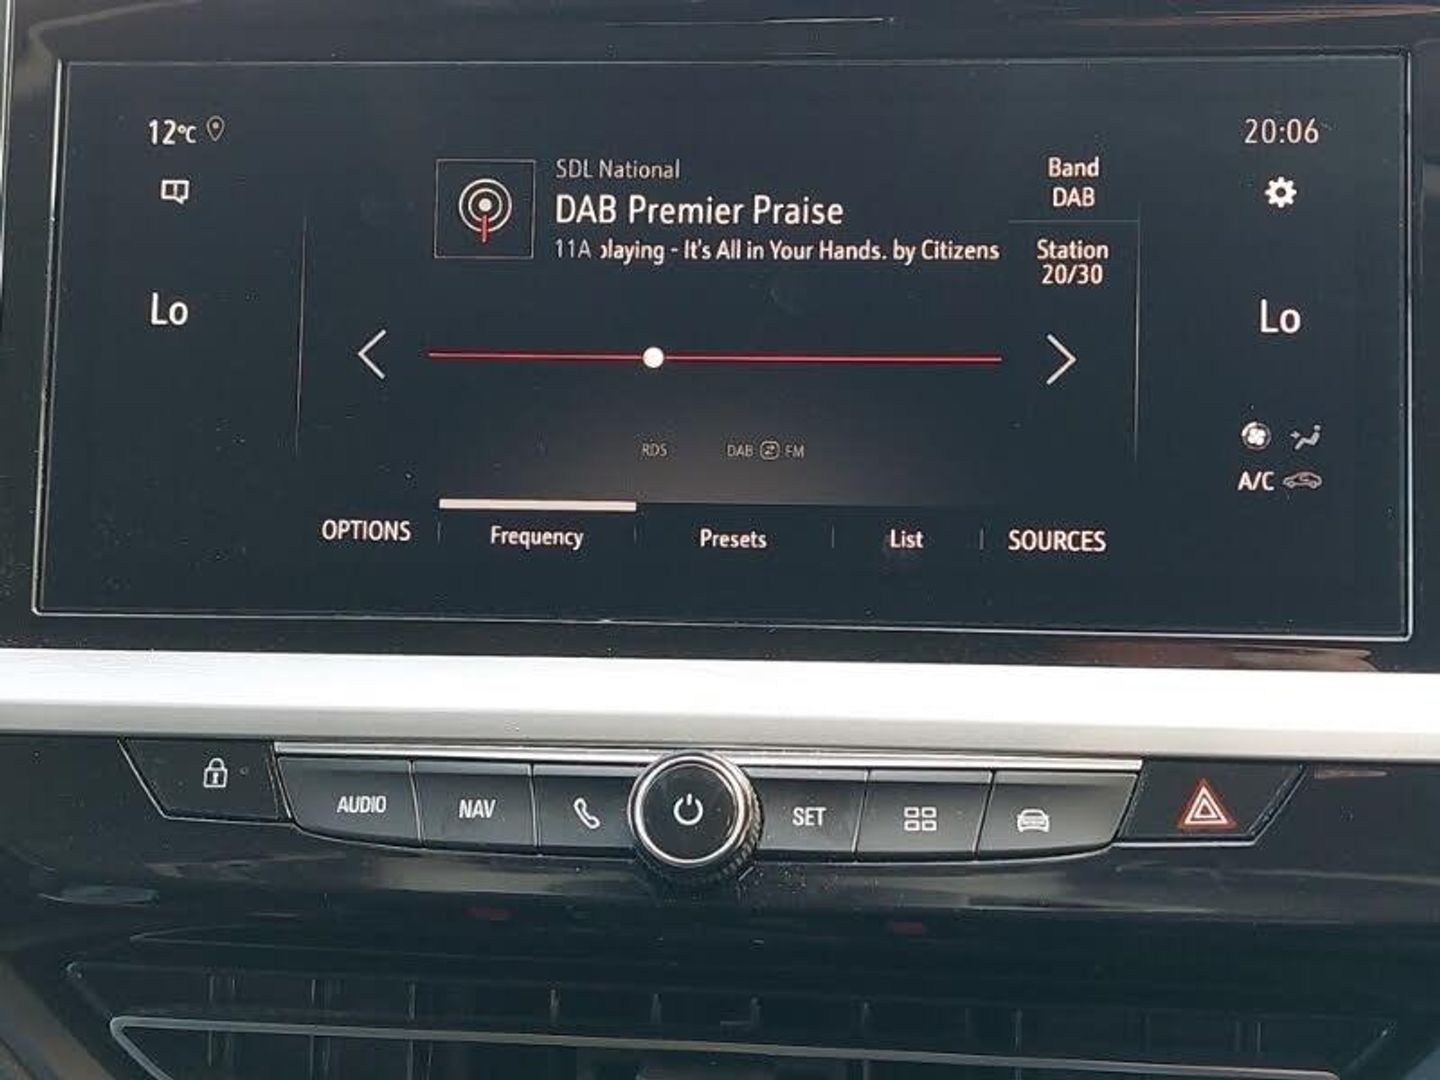 12°C
20:06
SDL National
Band
DAB Premier Praise
DAB
11A playing - It's All in Your Hands. by Citizens
Station
20/30
Lo
Lo
RDS DAB FM
A/C
OPTIONS Frequency Presets List SOURCES
AUDIO NAV SET